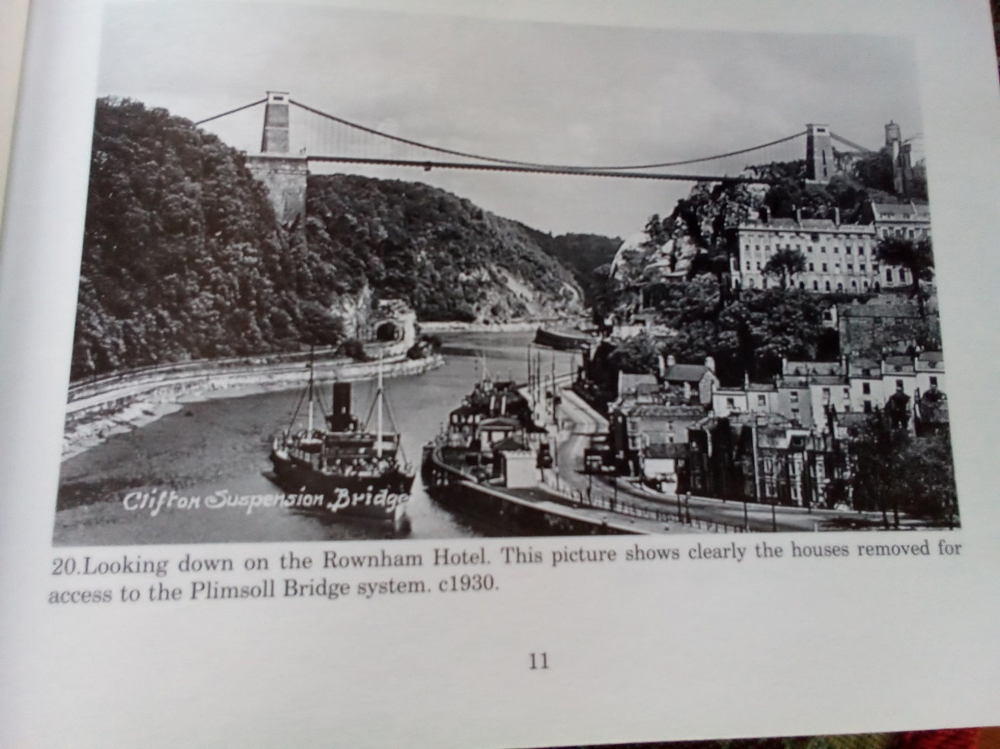 Clifton Suspension Bridge
20.Looking down on the Rownham Hotel. This picture shows clearly the houses removed for
access to the Plimsoll Bridge system. c1930.
11